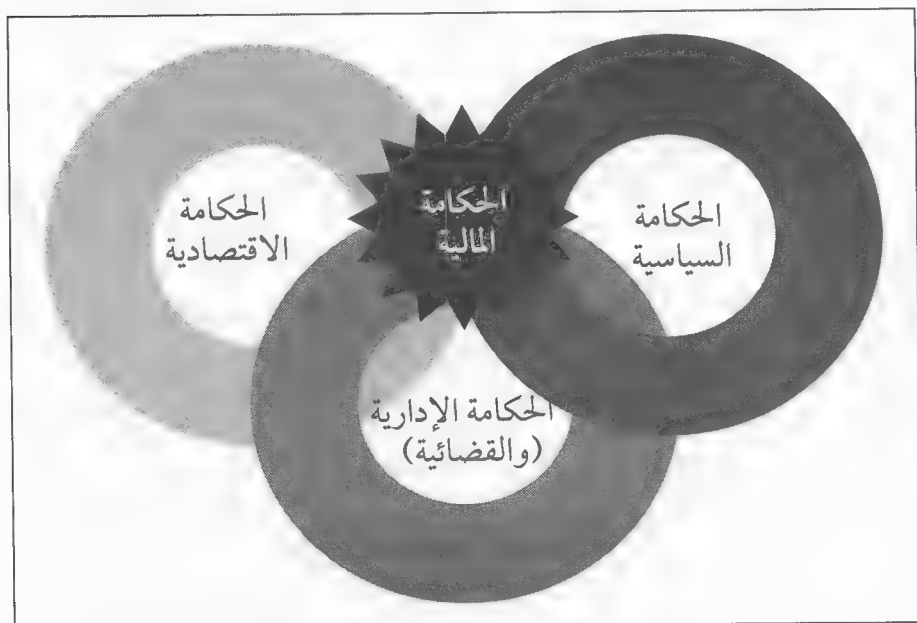 الحكامة
السياسية
الحكامة
المالية
الحكامة
الاقتصادية
الحكامة الإدارية
(والقضائية)